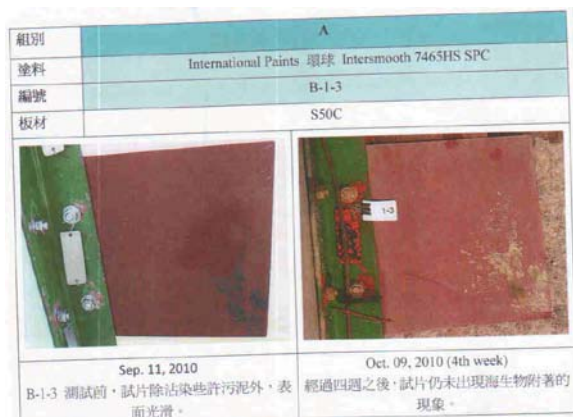 組別 A
塗料 International Paints 環球 Intersmooth 7465HS SPC
編號 B-1-3
板材 S50C
1-3
Sep. 11, 2010
B-1-3 測試前，試片除沾染些許污泥外，表
面光滑。
Oct. 09, 2010 (4th week)
經過四週之後，試片仍未出現海生物附著的
現象。